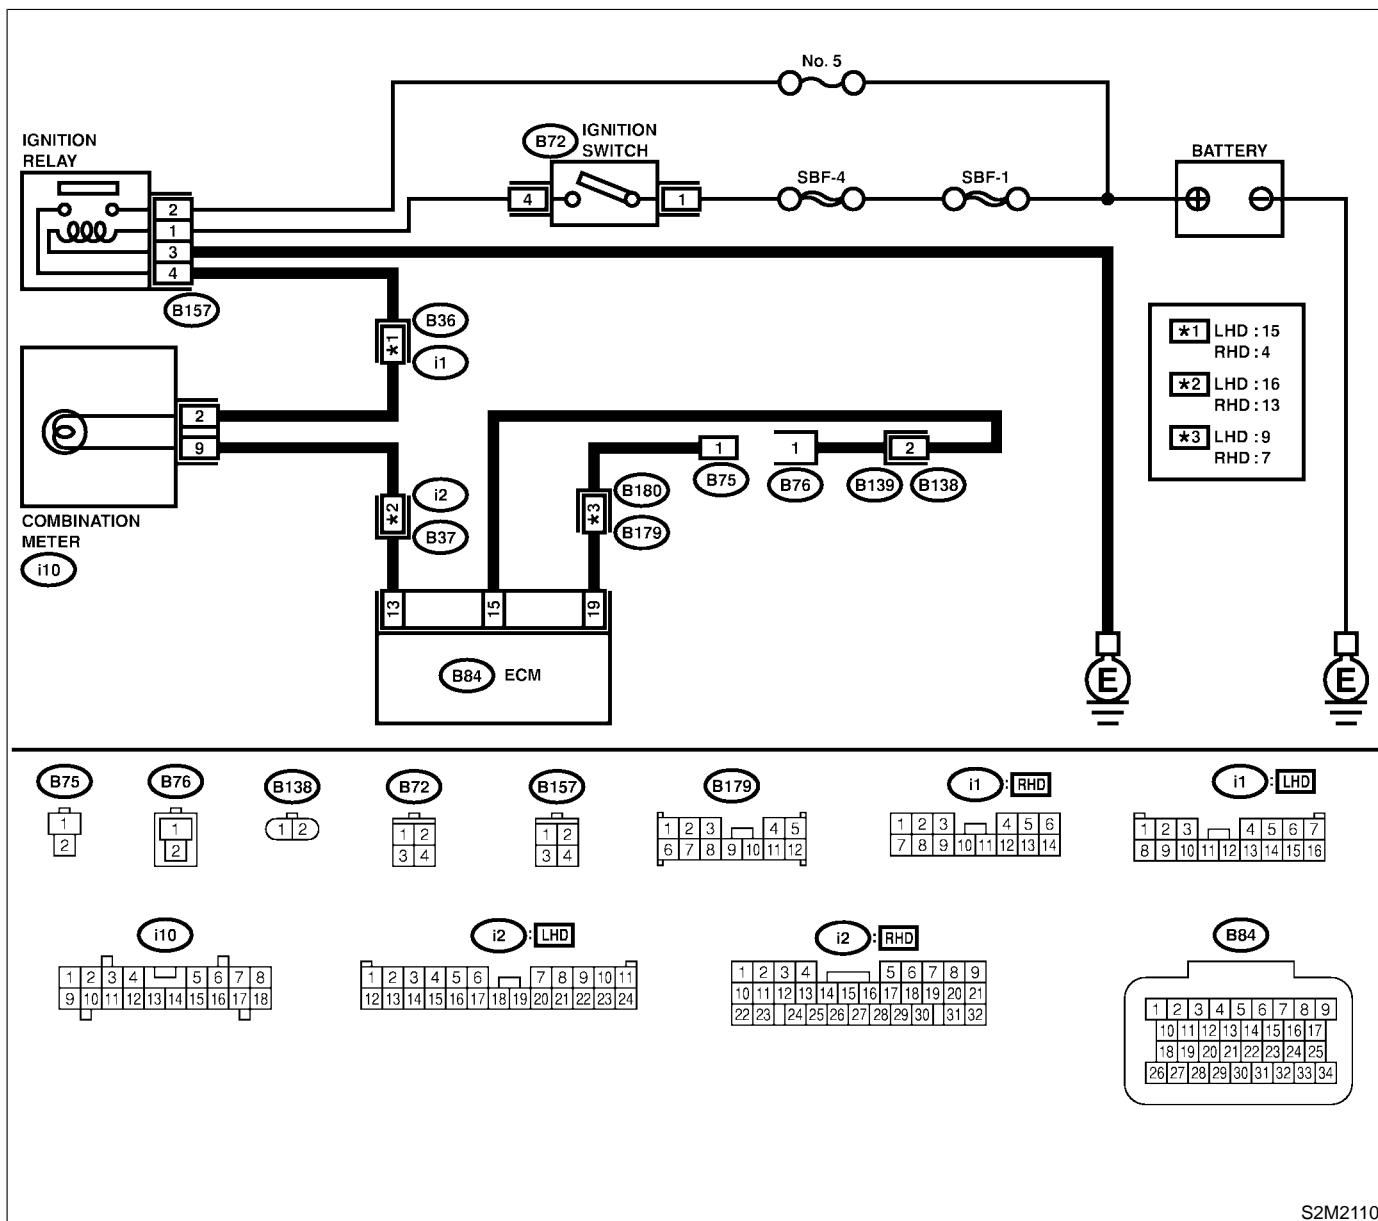 No. 5
IGNITION
RELAY
B72
IGNITION
SWITCH
BATTERY
4
1
SBF-4
SBF-1
2
1
3
4
B157
B36
*1
i1
*1 LHD : 15
RHD : 4
*2 LHD : 16
RHD : 13
*3 LHD : 9
RHD : 7
2
9
COMBINATION
METER
i10
i2
*2
B37
1
B75
1
B76
2
B139
B138
B180
*3
B179
13
15
19
B84 ECM
E
E
B75
1
2
B76
1
2
B138
1 2
B72
1 2
3 4
B157
1 2
3 4
B179
1 2 3 4 5
6 7 8 9 10 11 12
i1 : RHD
1 2 3 4 5 6
7 8 9 10 11 12 13 14
i1 : LHD
1 2 3 4 5 6 7
8 9 10 11 12 13 14 15 16
i10
1 2 3 4 5 6 7 8
9 10 11 12 13 14 15 16 17 18
i2 : LHD
1 2 3 4 5 6 7 8 9 10 11
12 13 14 15 16 17 18 19 20 21 22 23 24
i2 : RHD
1 2 3 4 5 6 7 8 9
10 11 12 13 14 15 16 17 18 19 20 21
22 23 24 25 26 27 28 29 30 31 32
B84
1 2 3 4 5 6 7 8 9
10 11 12 13 14 15 16 17
18 19 20 21 22 23 24 25
26 27 28 29 30 31 32 33 34
S2M2110